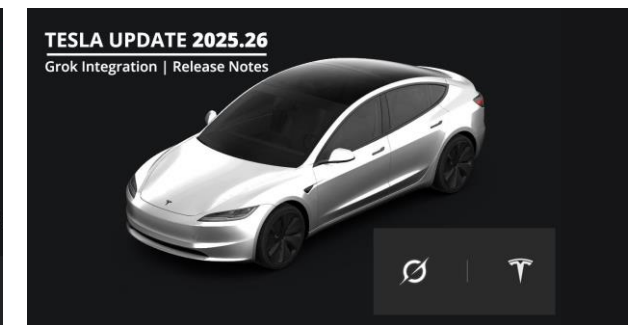 TESLA UPDATE 2025.26
Grok Integration | Release Notes